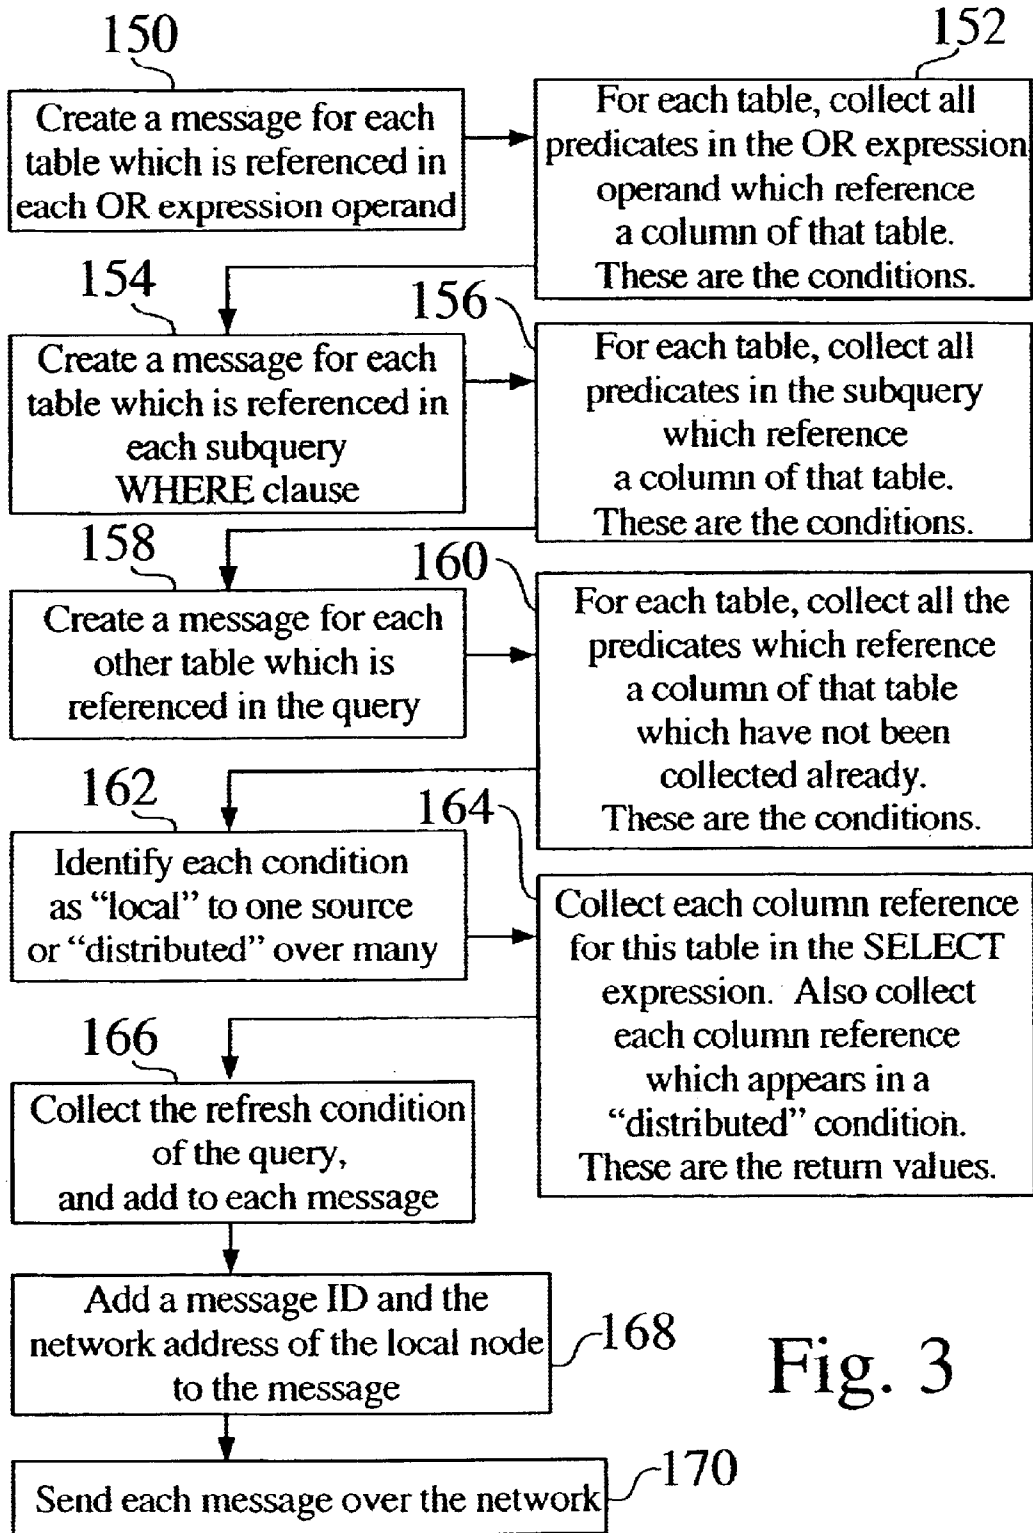 150
Create a message for each
table which is referenced in
each OR expression operand
152
For each table, collect all
predicates in the OR expression
operand which reference
a column of that table.
These are the conditions.
154
Create a message for each
table which is referenced in
each subquery
WHERE clause
156
For each table, collect all
predicates in the subquery
which reference
a column of that table.
These are the conditions.
158
Create a message for each
other table which is
referenced in the query
160
For each table, collect all the
predicates which reference
a column of that table
which have not been
collected already.
These are the conditions.
162
Identify each condition
as “local” to one source
or “distributed” over many
164
Collect each column reference
for this table in the SELECT
expression. Also collect
each column reference
which appears in a
“distributed” condition.
These are the return values.
166
Collect the refresh condition
of the query,
and add to each message
Add a message ID and the
network address of the local node
to the message
168
Send each message over the network
170
Fig. 3